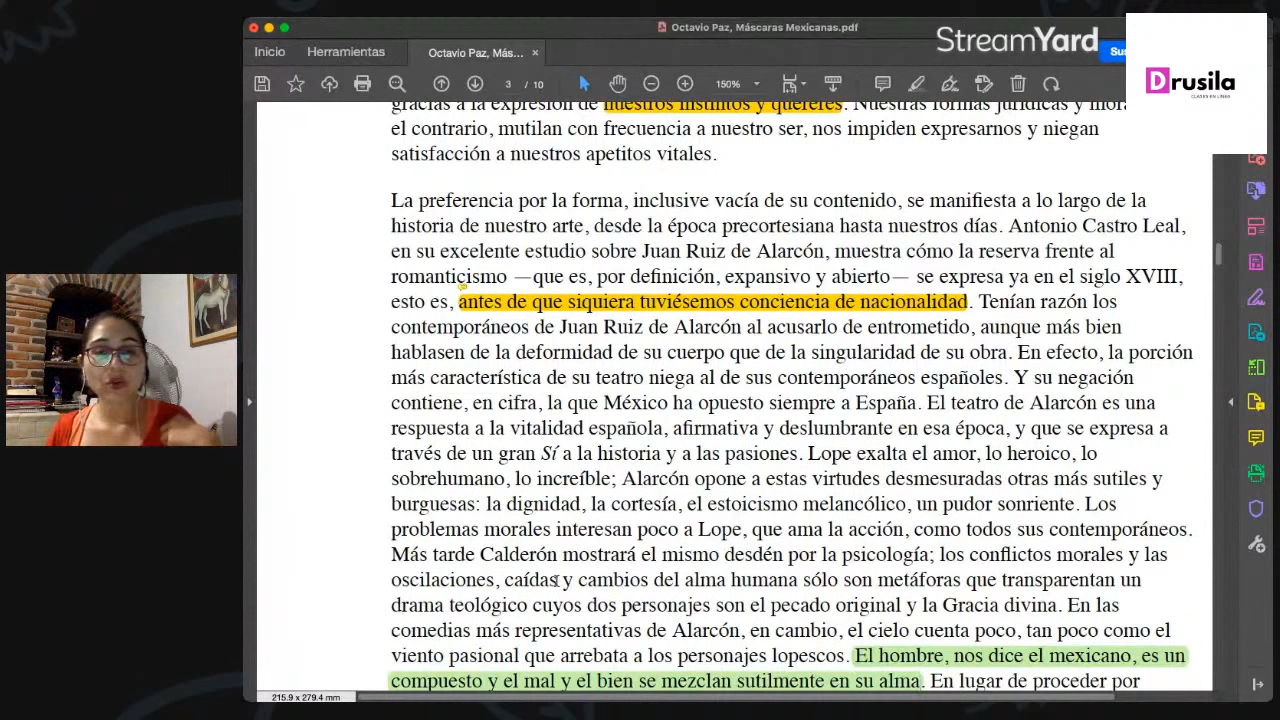 Octavio Paz, Máscaras Mexicanas.pdf
StreamYard
Inicio
Herramientas
Octavio Paz, Más...
×
Drusila
CLASES EN LÍNEA
3 / 10
150%
gracias a la expresión de nuestros instintos y quereres. Nuestras formas jurídicas y
el contrario, mutilan con frecuencia a nuestro ser, nos impiden expresarnos y niegan
satisfacción a nuestros apetitos vitales.
La preferencia por la forma, inclusive vacía de su contenido, se manifiesta a lo largo de la
historia de nuestro arte, desde la época precortesiana hasta nuestros días. Antonio Castro Leal,
en su excelente estudio sobre Juan Ruiz de Alarcón, muestra cómo la reserva frente al
romanticismo —que es, por definición, expansivo y abierto— se expresa ya en el siglo XVIII,
esto es, antes de que siquiera tuviésemos conciencia de nacionalidad. Tenían razón los
contemporáneos de Juan Ruiz de Alarcón al acusarlo de entrometido, aunque más bien
hablasen de la deformidad de su cuerpo que de la singularidad de su obra. En efecto, la porción
más característica de su teatro niega al de sus contemporáneos españoles. Y su negación
contiene, en cifra, la que México ha opuesto siempre a España. El teatro de Alarcón es una
respuesta a la vitalidad española, afirmativa y deslumbrante en esa época, y que se expresa a
través de un gran Sí a la historia y a las pasiones. Lope exalta el amor, lo heroico, lo
sobrehumano, lo increíble; Alarcón opone a estas virtudes desmesuradas otras más sutiles y
burguesas: la dignidad, la cortesía, el estoicismo melancólico, un pudor sonriente. Los
problemas morales interesan poco a Lope, que ama la acción, como todos sus contemporáneos.
Más tarde Calderón mostrará el mismo desdén por la psicología; los conflictos morales y las
oscilaciones, caídas y cambios del alma humana sólo son metáforas que transparentan un
drama teológico cuyos dos personajes son el pecado original y la Gracia divina. En las
comedias más representativas de Alarcón, en cambio, el cielo cuenta poco, tan poco como el
viento pasional que arrebata a los personajes lopescos. El hombre, nos dice el mexicano, es un
compuesto y el mal y el bien se mezclan sutilmente en su alma. En lugar de proceder por
215.9 x 279.4 mm